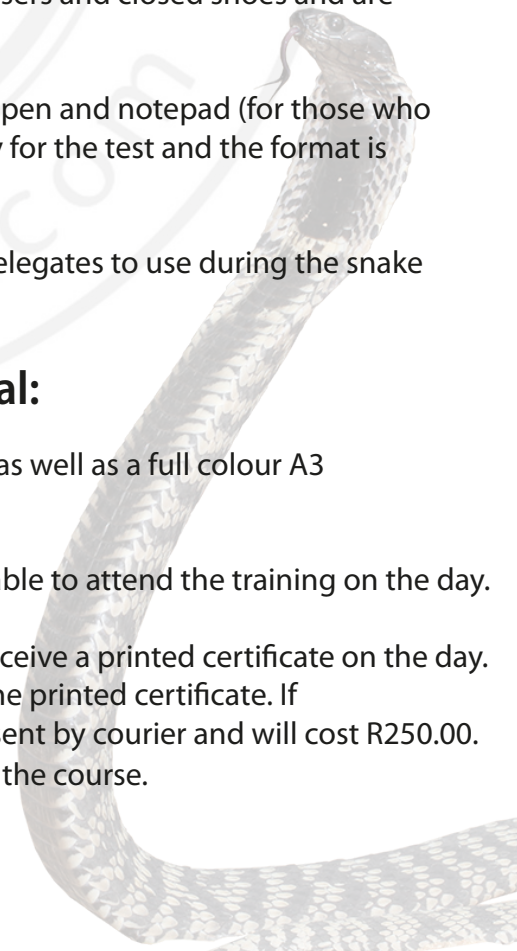 sers and closed shoes and are
pen and notepad (for those who
for the test and the format is
elegates to use during the snake
al:
as well as a full colour A3
ble to attend the training on the day.
ceive a printed certificate on the day.
e printed certificate. If
sent by courier and will cost R250.00.
the course.
com